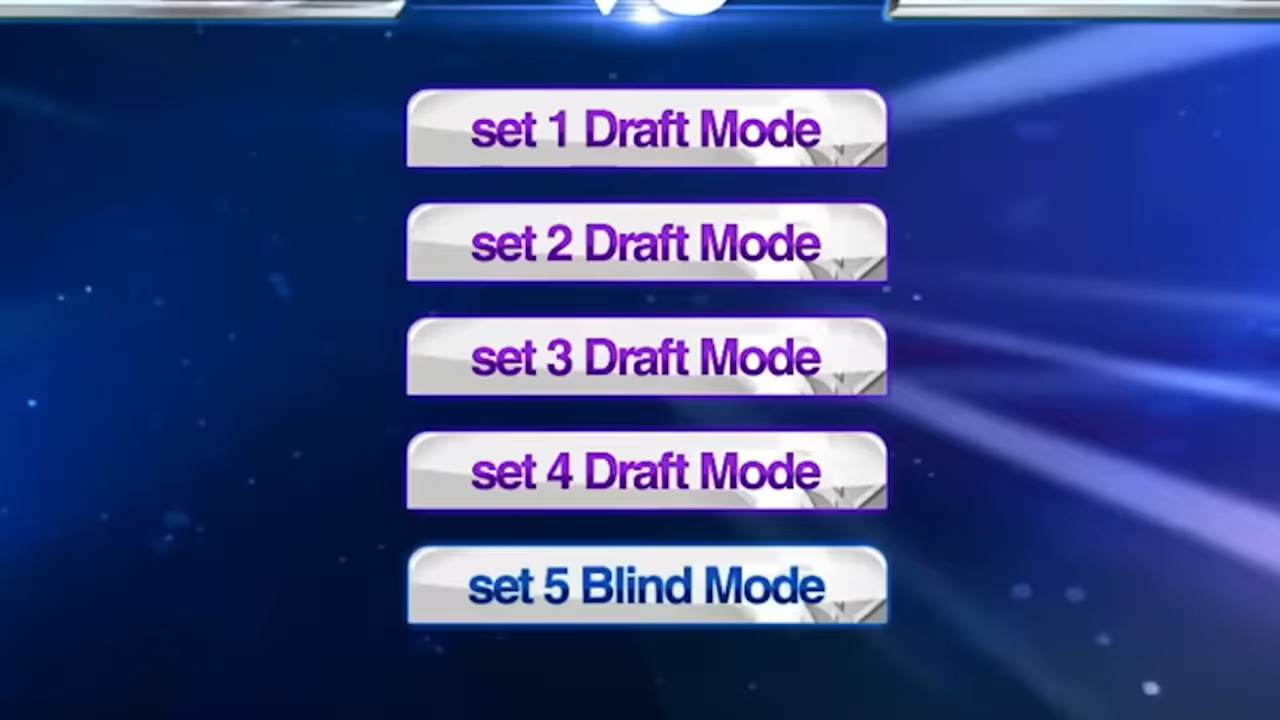 set 1 Draft Mode
set 2 Draft Mode
set 3 Draft Mode
set 4 Draft Mode
set 5 Blind Mode